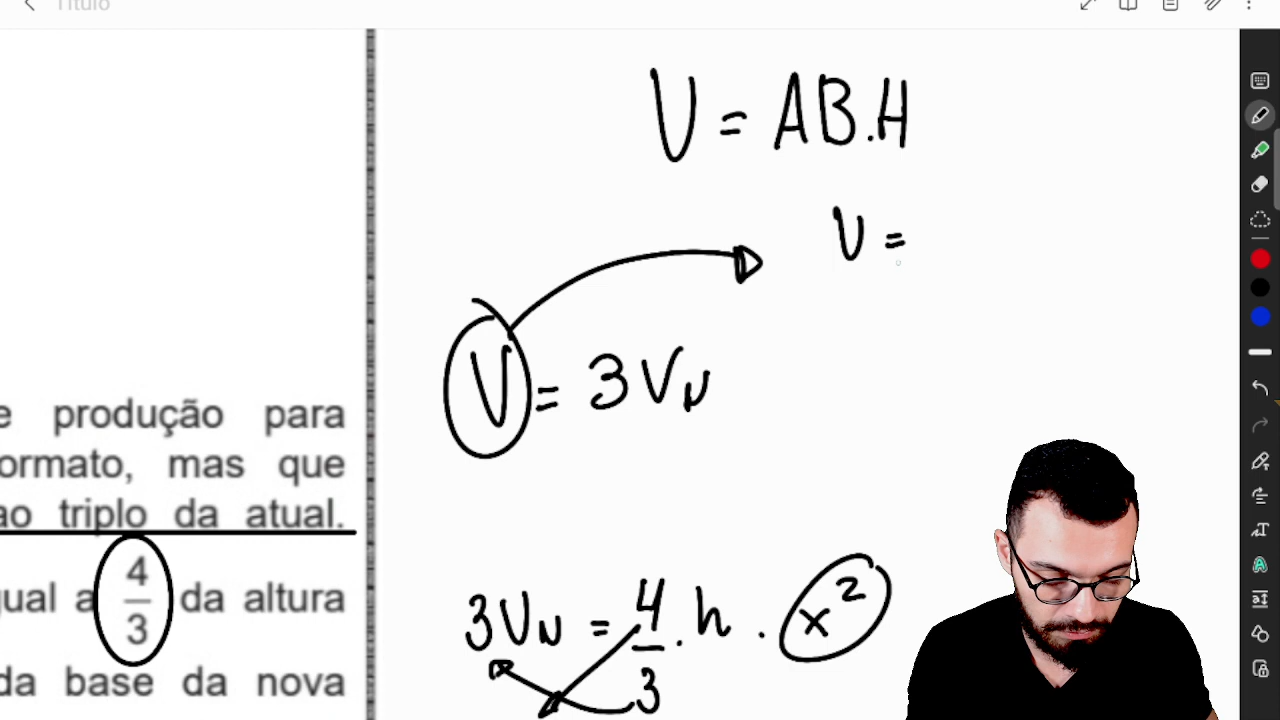 Título
V = AB.H
V =
V = 3VN
e produção para
ormato, mas que
ao triplo da atual.
4
gual a — da altura
3
da base da nova
3VN = 4/3 . h . x²